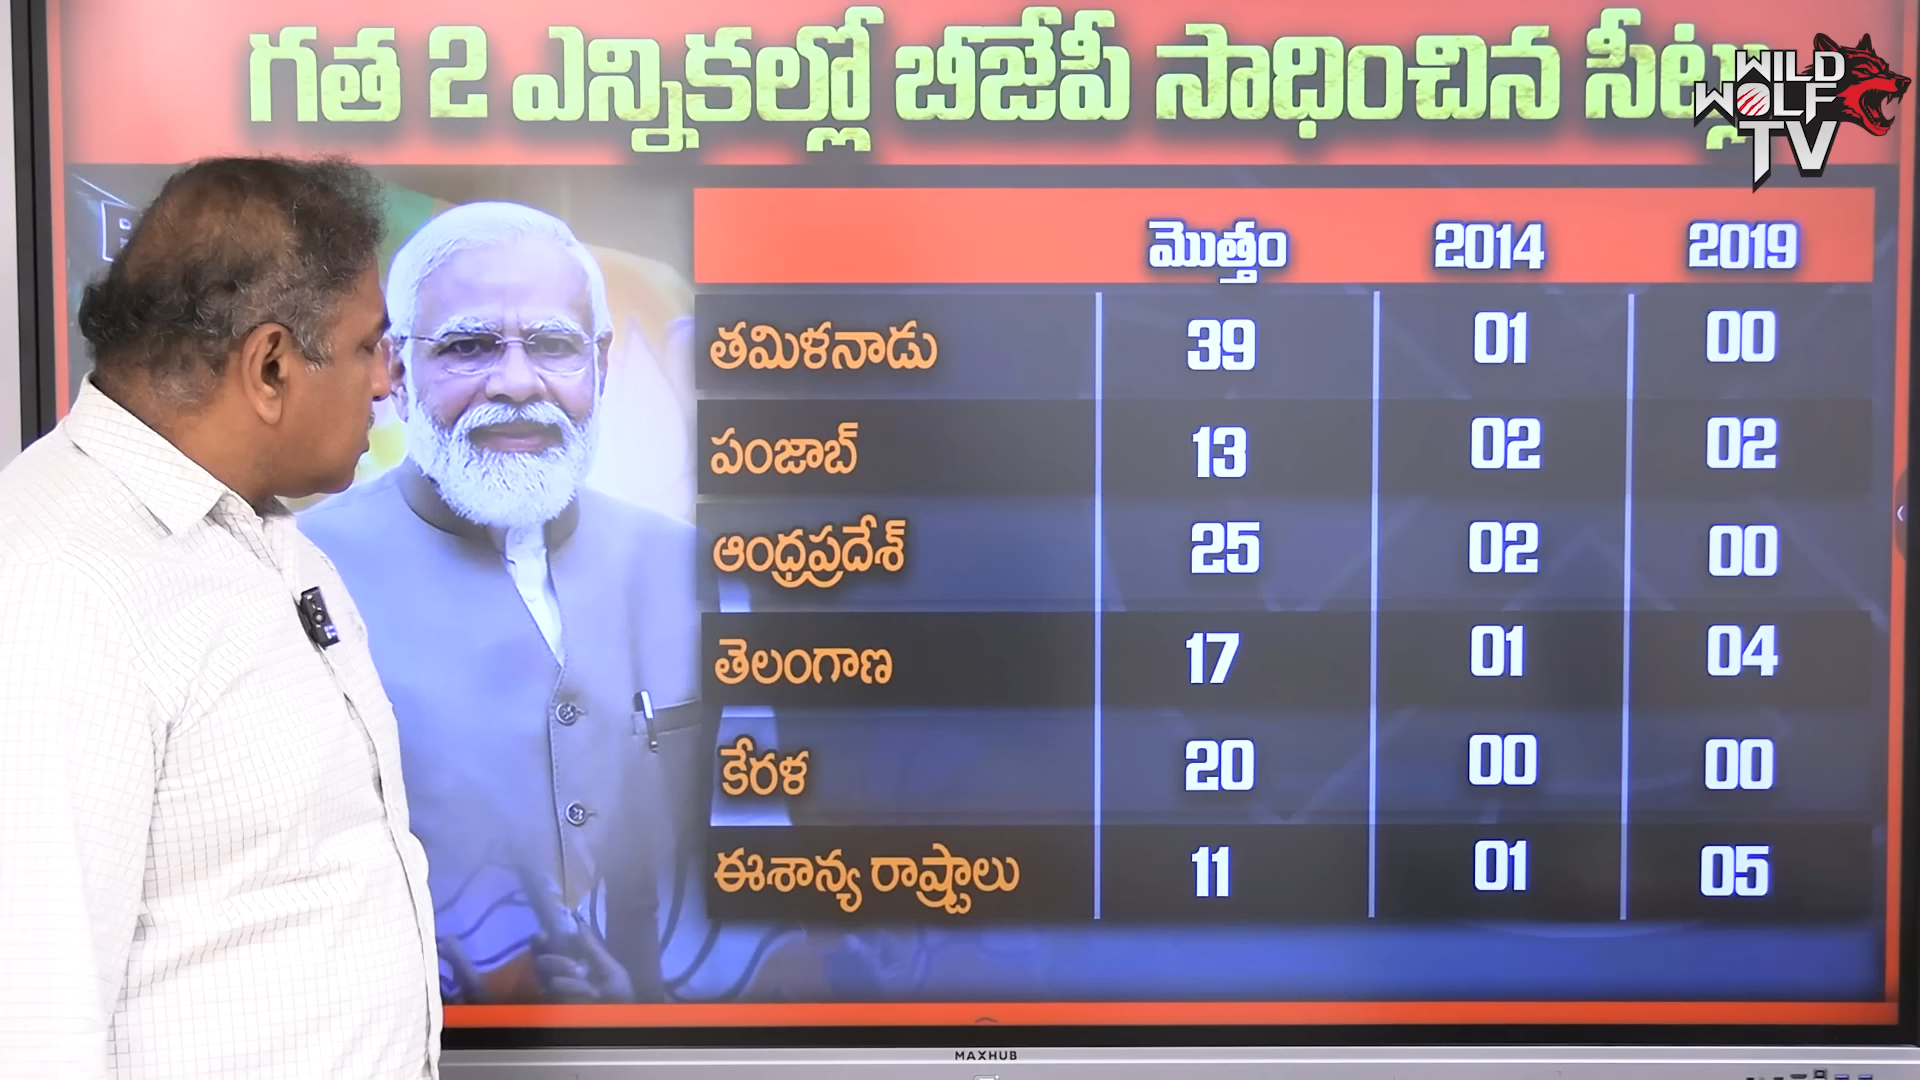 గత 2 ఎన్నికల్లో బీజేపీ సాధించిన సీట్లు
WILD
WOLF
TV
మొత్తం 2014 2019
తమిళనాడు 39 01 00
పంజాబ్ 13 02 02
ఆంధ్రప్రదేశ్ 25 02 00
తెలంగాణ 17 01 04
కేరళ 20 00 00
ఈశాన్య రాష్ట్రాలు 11 01 05
MAXHUB